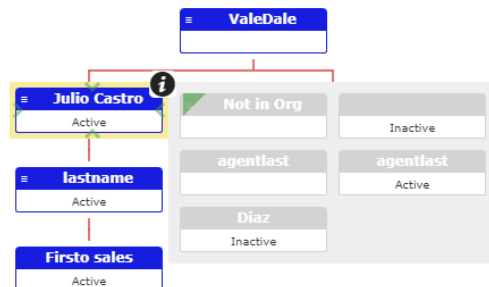 ValeDale
i
Julio Castro
Active
Not in Org
Inactive
lastname
Active
agentlast
agentlast
Active
Diaz
Inactive
Firsto sales
Active